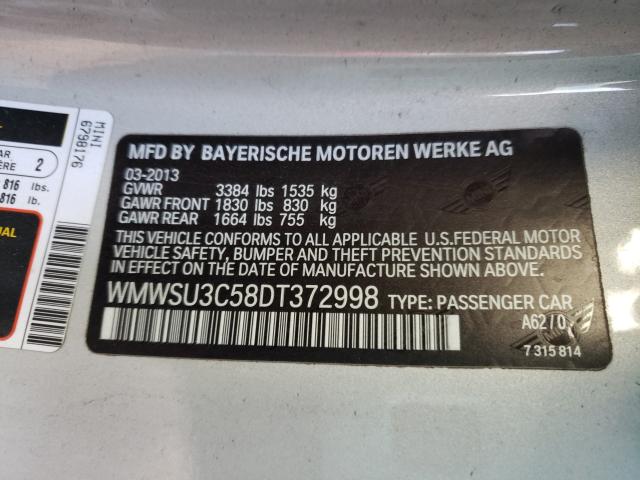 MINI
6798176
AR
ÈRE 2
816 lbs.
816 lb.
MFD BY BAYERISCHE MOTOREN WERKE AG
03-2013
GVWR 3384 lbs 1535 kg
GAWR FRONT 1830 lbs 830 kg
GAWR REAR 1664 lbs 755 kg
THIS VEHICLE CONFORMS TO ALL APPLICABLE U.S.FEDERAL MOTOR
VEHICLE SAFETY, BUMPER AND THEFT PREVENTION STANDARDS
IN EFFECT ON THE DATE OF MANUFACTURE SHOWN ABOVE.
WMWSU3C58DT372998 TYPE: PASSENGER CAR
7 315 814